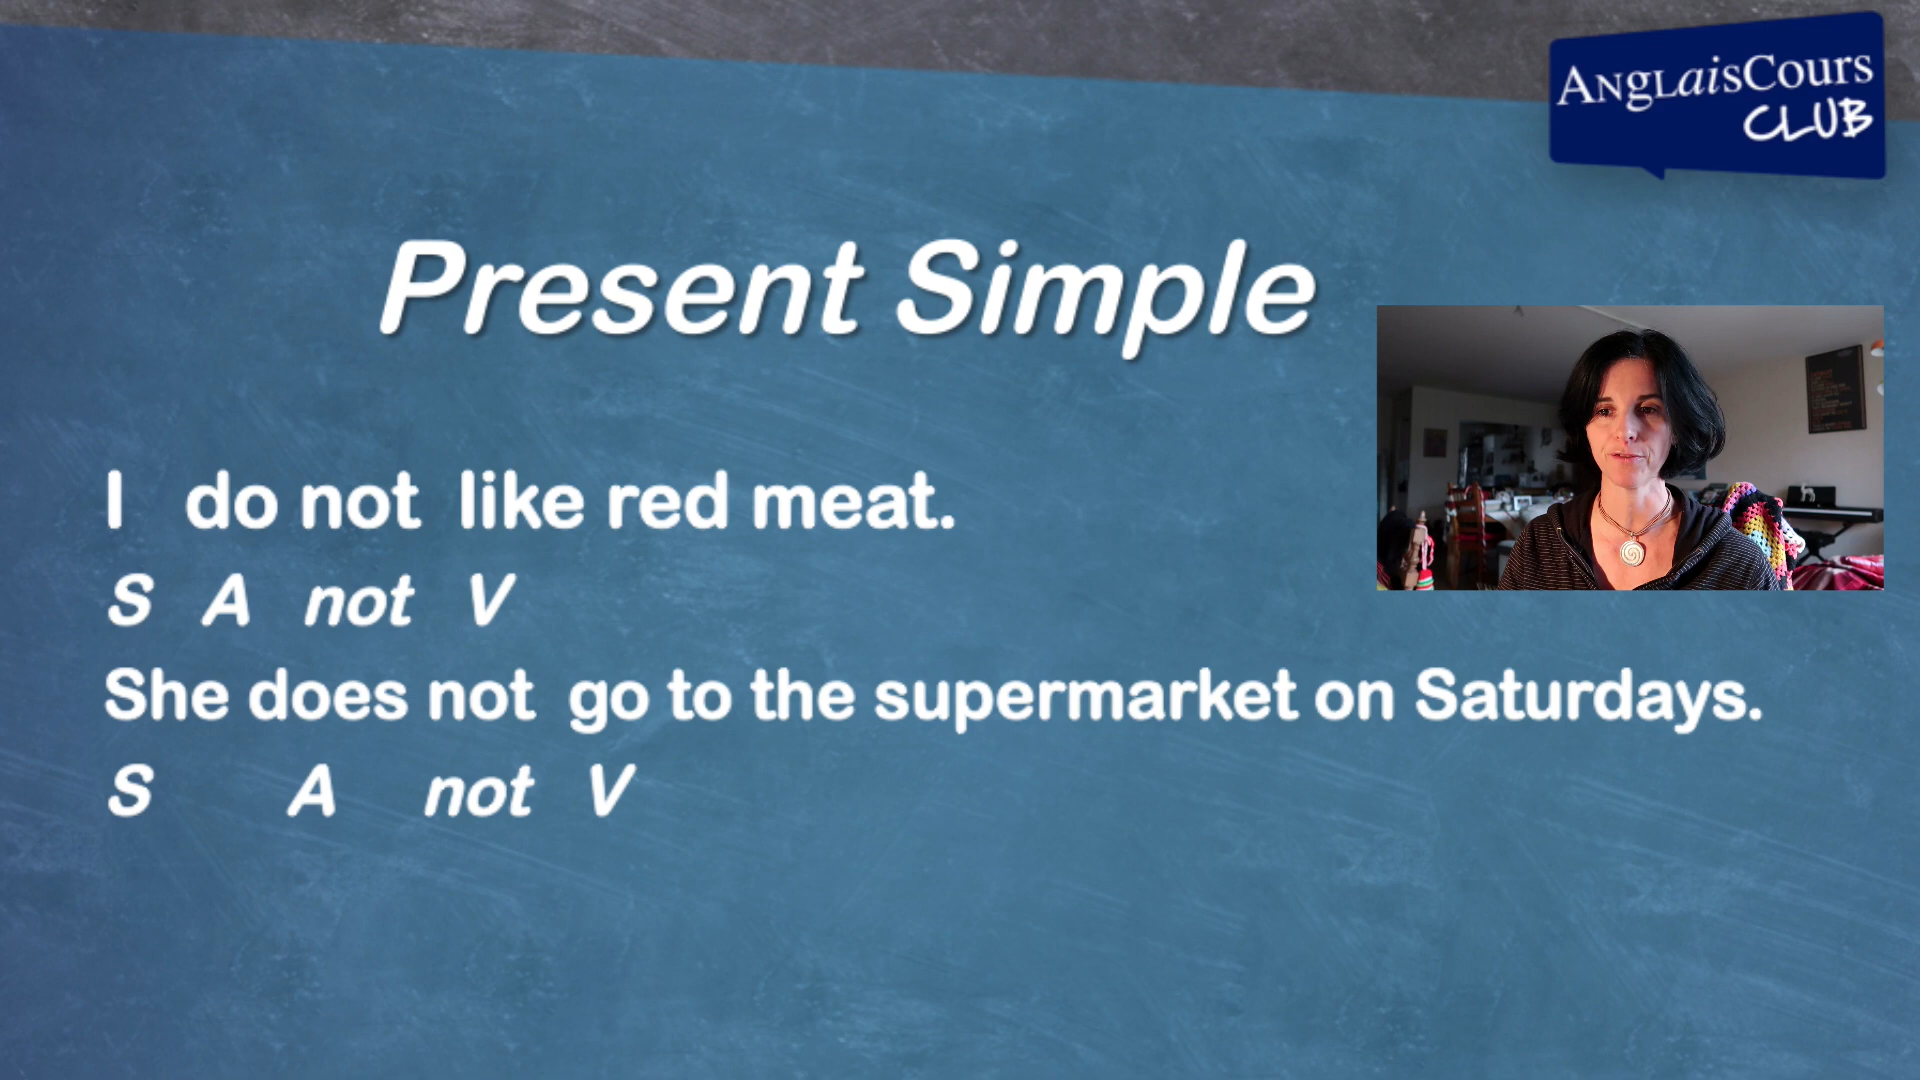 AnglaisCours
CLUB
Present Simple
I do not like red meat.
S A not V
She does not go to the supermarket on Saturdays.
S A not V